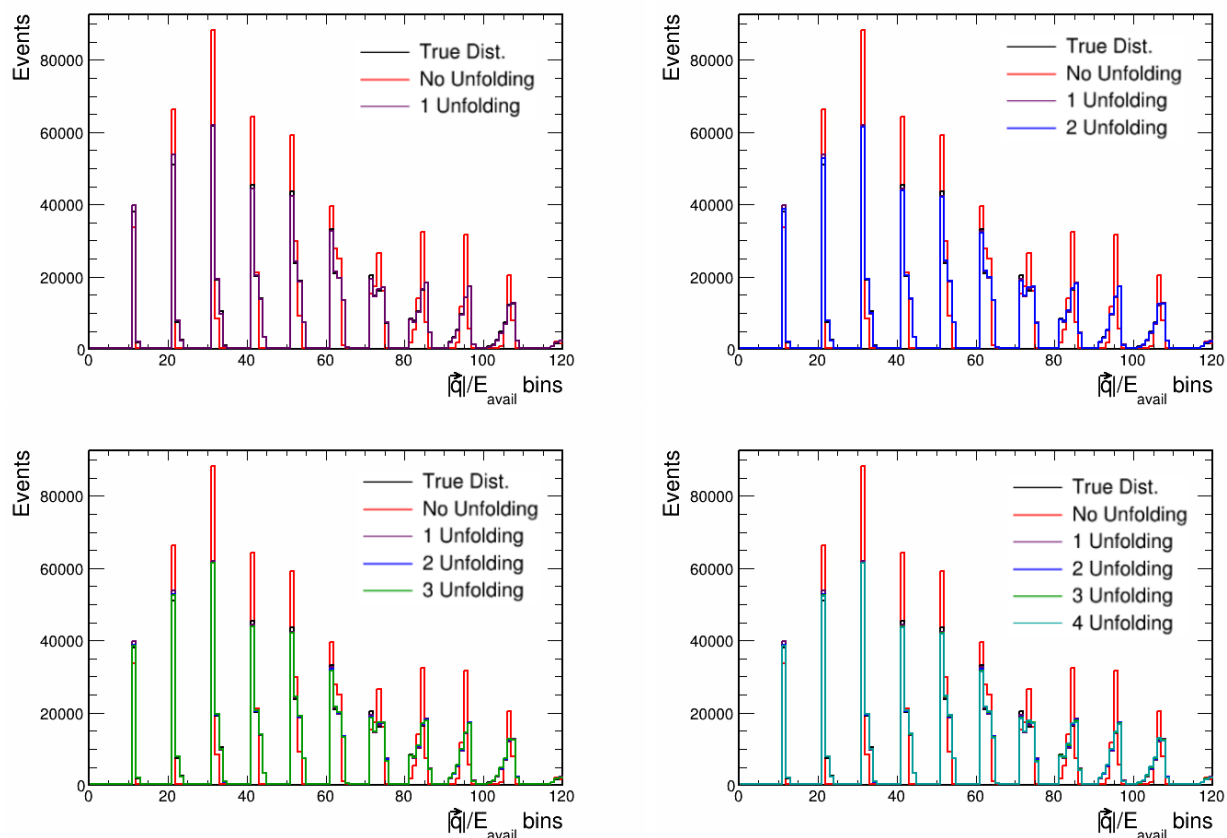 Events
80000
60000
40000
20000
0
0 20 40 60 80 100 120
|q⃗|/E_avail bins
True Dist.
No Unfolding
1 Unfolding
Events
80000
60000
40000
20000
0
0 20 40 60 80 100 120
|q⃗|/E_avail bins
True Dist.
No Unfolding
1 Unfolding
2 Unfolding
Events
80000
60000
40000
20000
0
0 20 40 60 80 100 120
|q⃗|/E_avail bins
True Dist.
No Unfolding
1 Unfolding
2 Unfolding
3 Unfolding
Events
80000
60000
40000
20000
0
0 20 40 60 80 100 120
|q⃗|/E_avail bins
True Dist.
No Unfolding
1 Unfolding
2 Unfolding
3 Unfolding
4 Unfolding